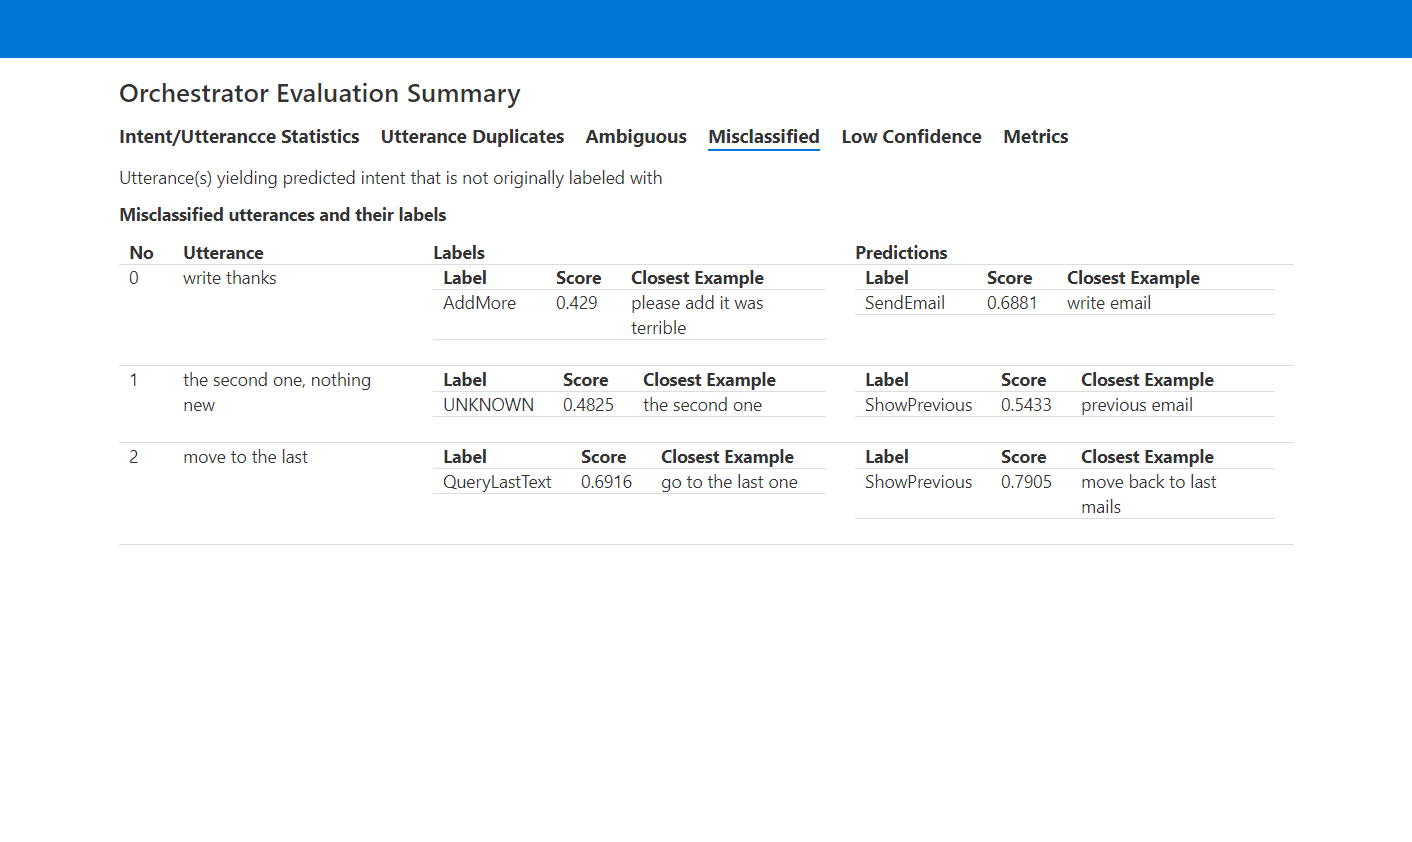 Orchestrator Evaluation Summary
Intent/Utterancce Statistics Utterance Duplicates Ambiguous Misclassified Low Confidence Metrics
Utterance(s) yielding predicted intent that is not originally labeled with
Misclassified utterances and their labels
No Utterance Labels Predictions
0 write thanks Label Score Closest Example Label Score Closest Example
AddMore 0.429 please add it was SendEmail 0.6881 write email
terrible
1 the second one, nothing Label Score Closest Example Label Score Closest Example
new UNKNOWN 0.4825 the second one ShowPrevious 0.5433 previous email
2 move to the last Label Score Closest Example Label Score Closest Example
QueryLastText 0.6916 go to the last one ShowPrevious 0.7905 move back to last
mails